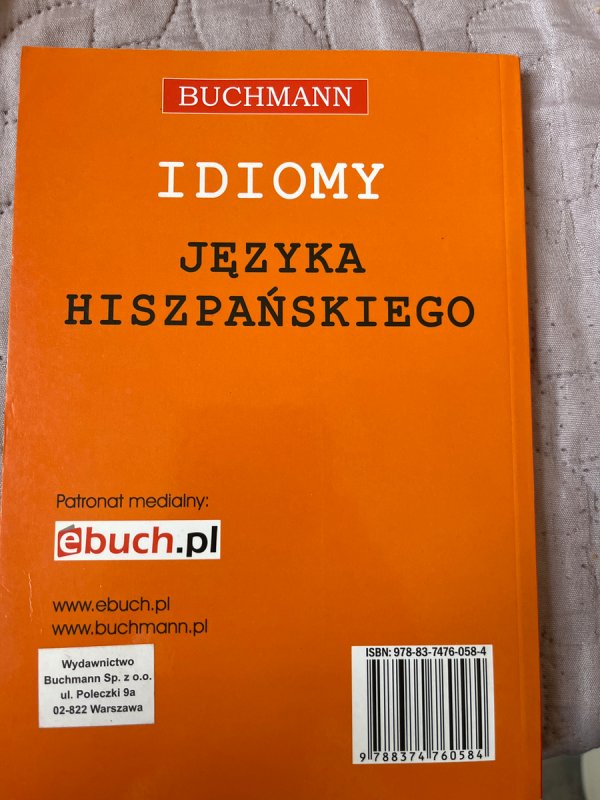 BUCHMANN
IDIOMY
JĘZYKA
HISZPAŃSKIEGO
Patronat medialny:
ebuch.pl
www.ebuch.pl
www.buchmann.pl
Wydawnictwo
Buchmann Sp. z o.o.
ul. Poleczki 9a
02-822 Warszawa
ISBN: 978-83-7476-058-4
9 788374 760584